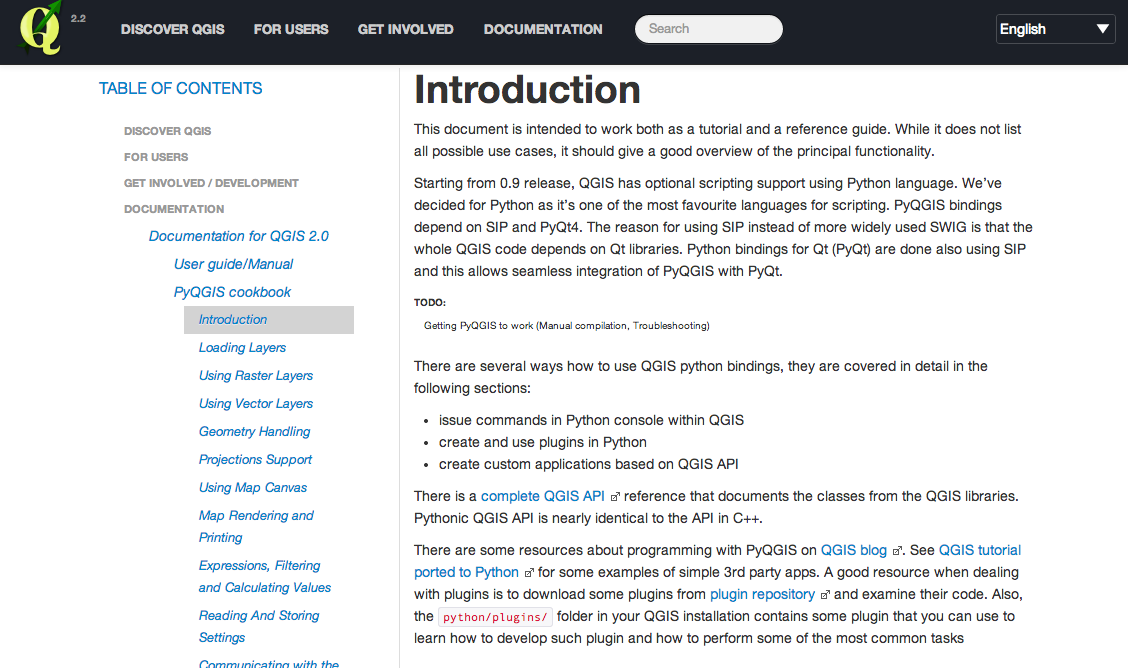 2.2
DISCOVER QGIS
FOR USERS
GET INVOLVED
DOCUMENTATION
Search
English
TABLE OF CONTENTS
DISCOVER QGIS
FOR USERS
GET INVOLVED / DEVELOPMENT
DOCUMENTATION
Documentation for QGIS 2.0
User guide/Manual
PyQGIS cookbook
Introduction
Loading Layers
Using Raster Layers
Using Vector Layers
Geometry Handling
Projections Support
Using Map Canvas
Map Rendering and
Printing
Expressions, Filtering
and Calculating Values
Reading And Storing
Settings
Communicating with the
Introduction
This document is intended to work both as a tutorial and a reference guide. While it does not list
all possible use cases, it should give a good overview of the principal functionality.
Starting from 0.9 release, QGIS has optional scripting support using Python language. We've
decided for Python as it's one of the most favourite languages for scripting. PyQGIS bindings
depend on SIP and PyQt4. The reason for using SIP instead of more widely used SWIG is that the
whole QGIS code depends on Qt libraries. Python bindings for Qt (PyQt) are done also using SIP
and this allows seamless integration of PyQGIS with PyQt.
TODO:
Getting PyQGIS to work (Manual compilation, Troubleshooting)
There are several ways how to use QGIS python bindings, they are covered in detail in the
following sections:
• issue commands in Python console within QGIS
• create and use plugins in Python
• create custom applications based on QGIS API
There is a complete QGIS API reference that documents the classes from the QGIS libraries.
Pythonic QGIS API is nearly identical to the API in C++.
There are some resources about programming with PyQGIS on QGIS blog. See QGIS tutorial
ported to Python for some examples of simple 3rd party apps. A good resource when dealing
with plugins is to download some plugins from plugin repository and examine their code. Also,
the python/plugins/ folder in your QGIS installation contains some plugin that you can use to
learn how to develop such plugin and how to perform some of the most common tasks